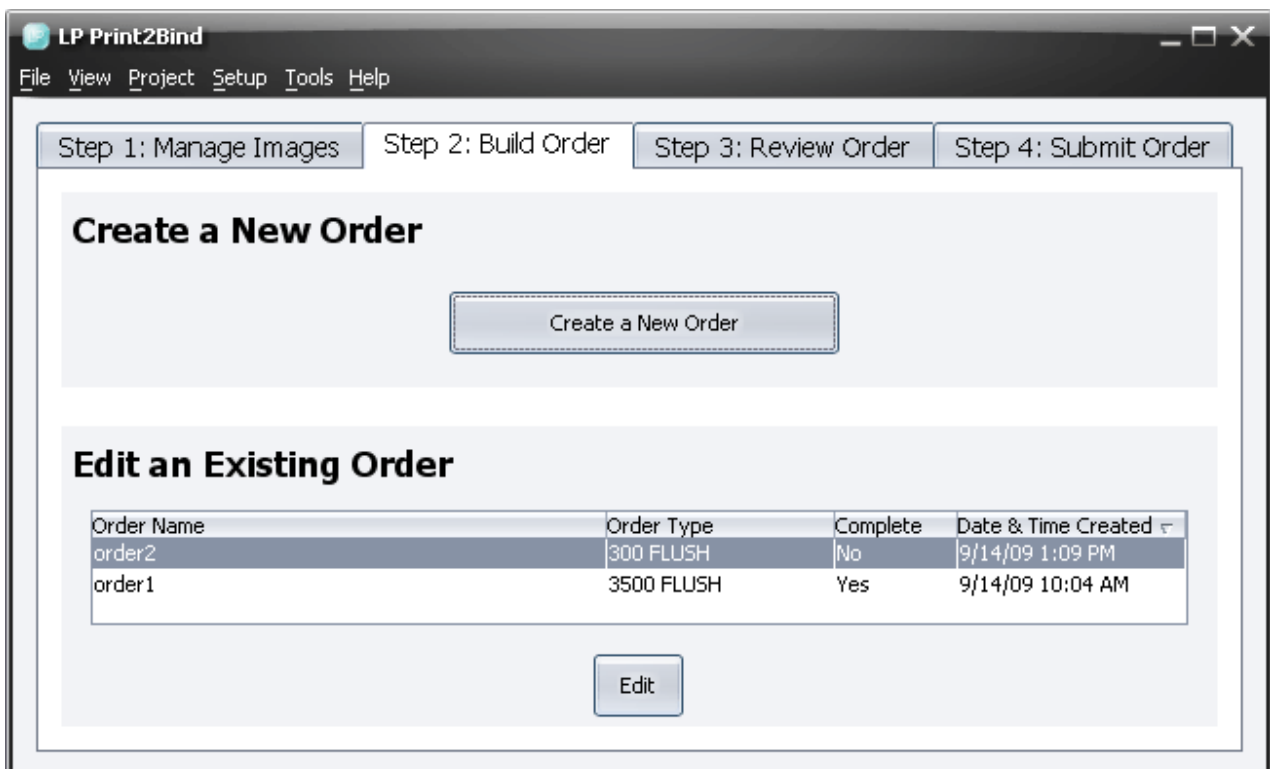 LP Print2Bind
File View Project Setup Tools Help
Step 1: Manage Images Step 2: Build Order Step 3: Review Order Step 4: Submit Order
Create a New Order
Create a New Order
Edit an Existing Order
Order Name Order Type Complete Date & Time Created
order2 300 FLUSH No 9/14/09 1:09 PM
order1 3500 FLUSH Yes 9/14/09 10:04 AM
Edit